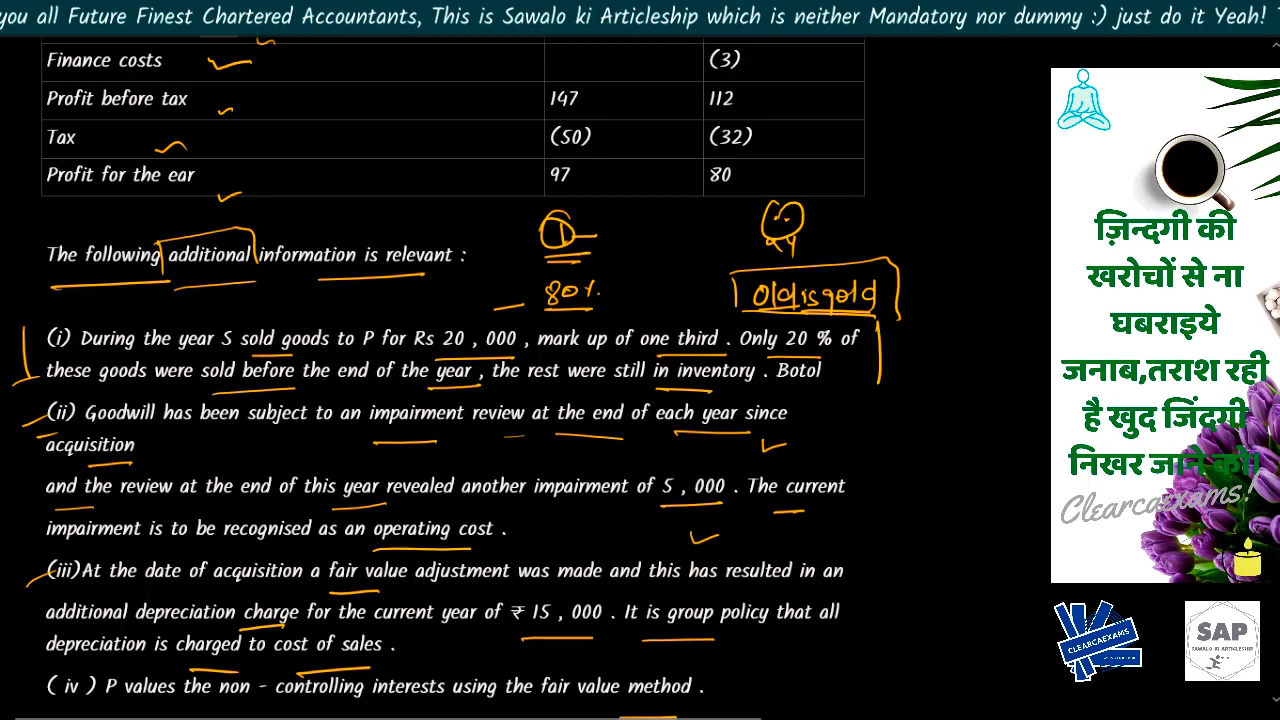 you all Future Finest Chartered Accountants, This is Sawalo ki Articleship which is neither Mandatory nor dummy :) just do it Yeah!
Finance costs (3)
Profit before tax 147 112
Tax (50) (32)
Profit for the ear 97 80
The following additional information is relevant :
80%
Old is gold
(i) During the year S sold goods to P for Rs 20 , 000 , mark up of one third . Only 20 % of
these goods were sold before the end of the year , the rest were still in inventory . Botol
(ii) Goodwill has been subject to an impairment review at the end of each year since
acquisition
and the review at the end of this year revealed another impairment of 5 , 000 . The current
impairment is to be recognised as an operating cost .
(iii)At the date of acquisition a fair value adjustment was made and this has resulted in an
additional depreciation charge for the current year of ₹ 15 , 000 . It is group policy that all
depreciation is charged to cost of sales .
( iv ) P values the non - controlling interests using the fair value method .
ज़िन्दगी की
खरोचों से ना
घबराइये
जनाब,तराश रही
है खुद जिंदगी
निखर जाने को।
Clearcaexams!
CLEARCAEXAMS
SAP
SAWALO KI ARTICLESHIP